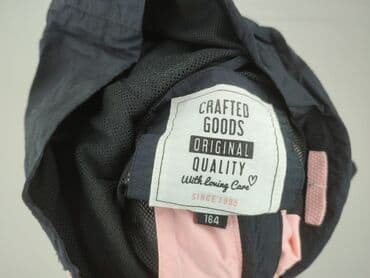 CRAFTED
GOODS
ORIGINAL
QUALITY
With Loving Care
SINCE 1995
164